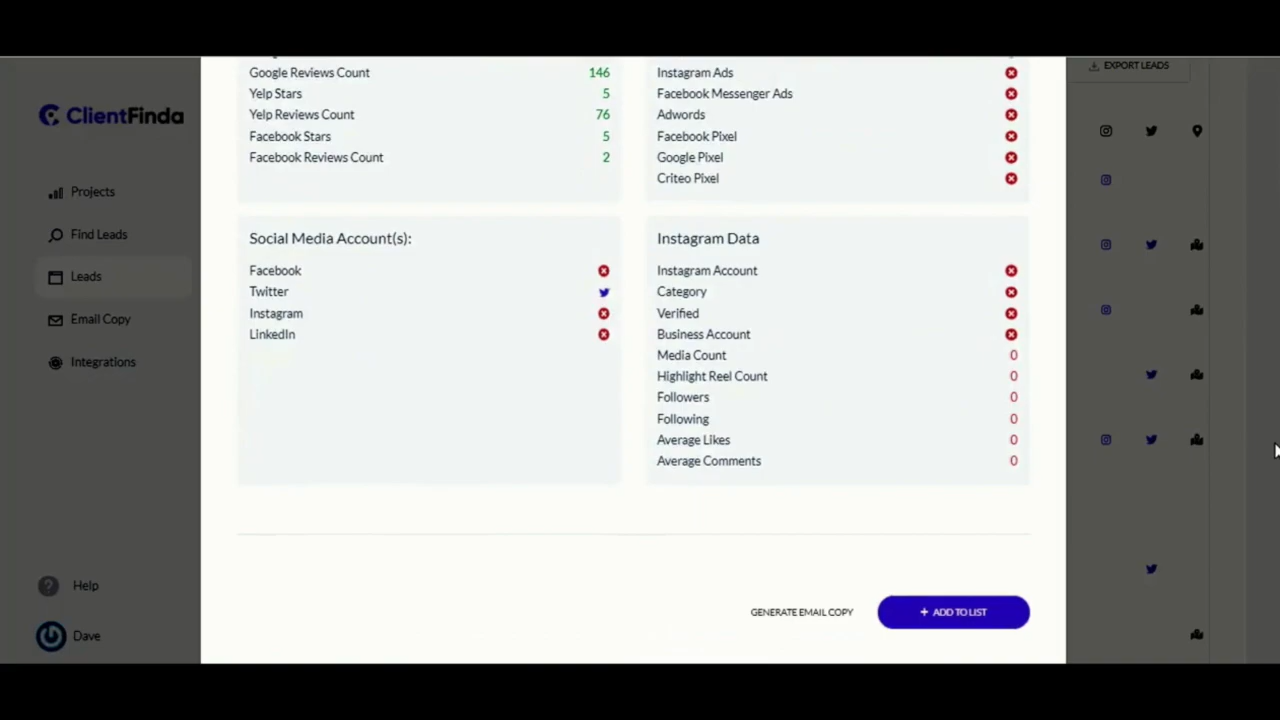 ClientFinda
Projects
Find Leads
Leads
Email Copy
Integrations
Help
Dave
Google Reviews Count 146
Yelp Stars 5
Yelp Reviews Count 76
Facebook Stars 5
Facebook Reviews Count 2
Instagram Ads
Facebook Messenger Ads
Adwords
Facebook Pixel
Google Pixel
Criteo Pixel
Social Media Account(s):
Facebook
Twitter
Instagram
LinkedIn
Instagram Data
Instagram Account
Category
Verified
Business Account
Media Count 0
Highlight Reel Count 0
Followers 0
Following 0
Average Likes 0
Average Comments 0
GENERATE EMAIL COPY
+ ADD TO LIST
EXPORT LEADS